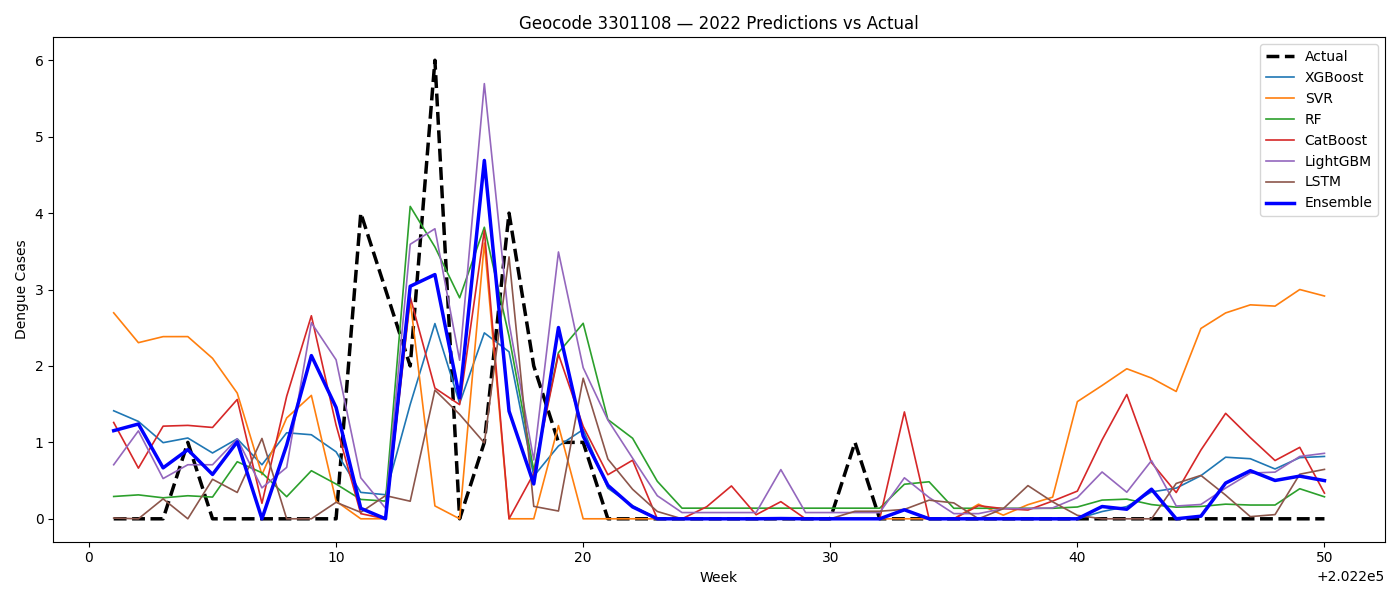 Geocode 3301108 — 2022 Predictions vs Actual
6
5
4
3
2
1
0
Dengue Cases
Actual
XGBoost
SVR
RF
CatBoost
LightGBM
LSTM
Ensemble
0 10 20 30 40 50
Week
+2.022e5